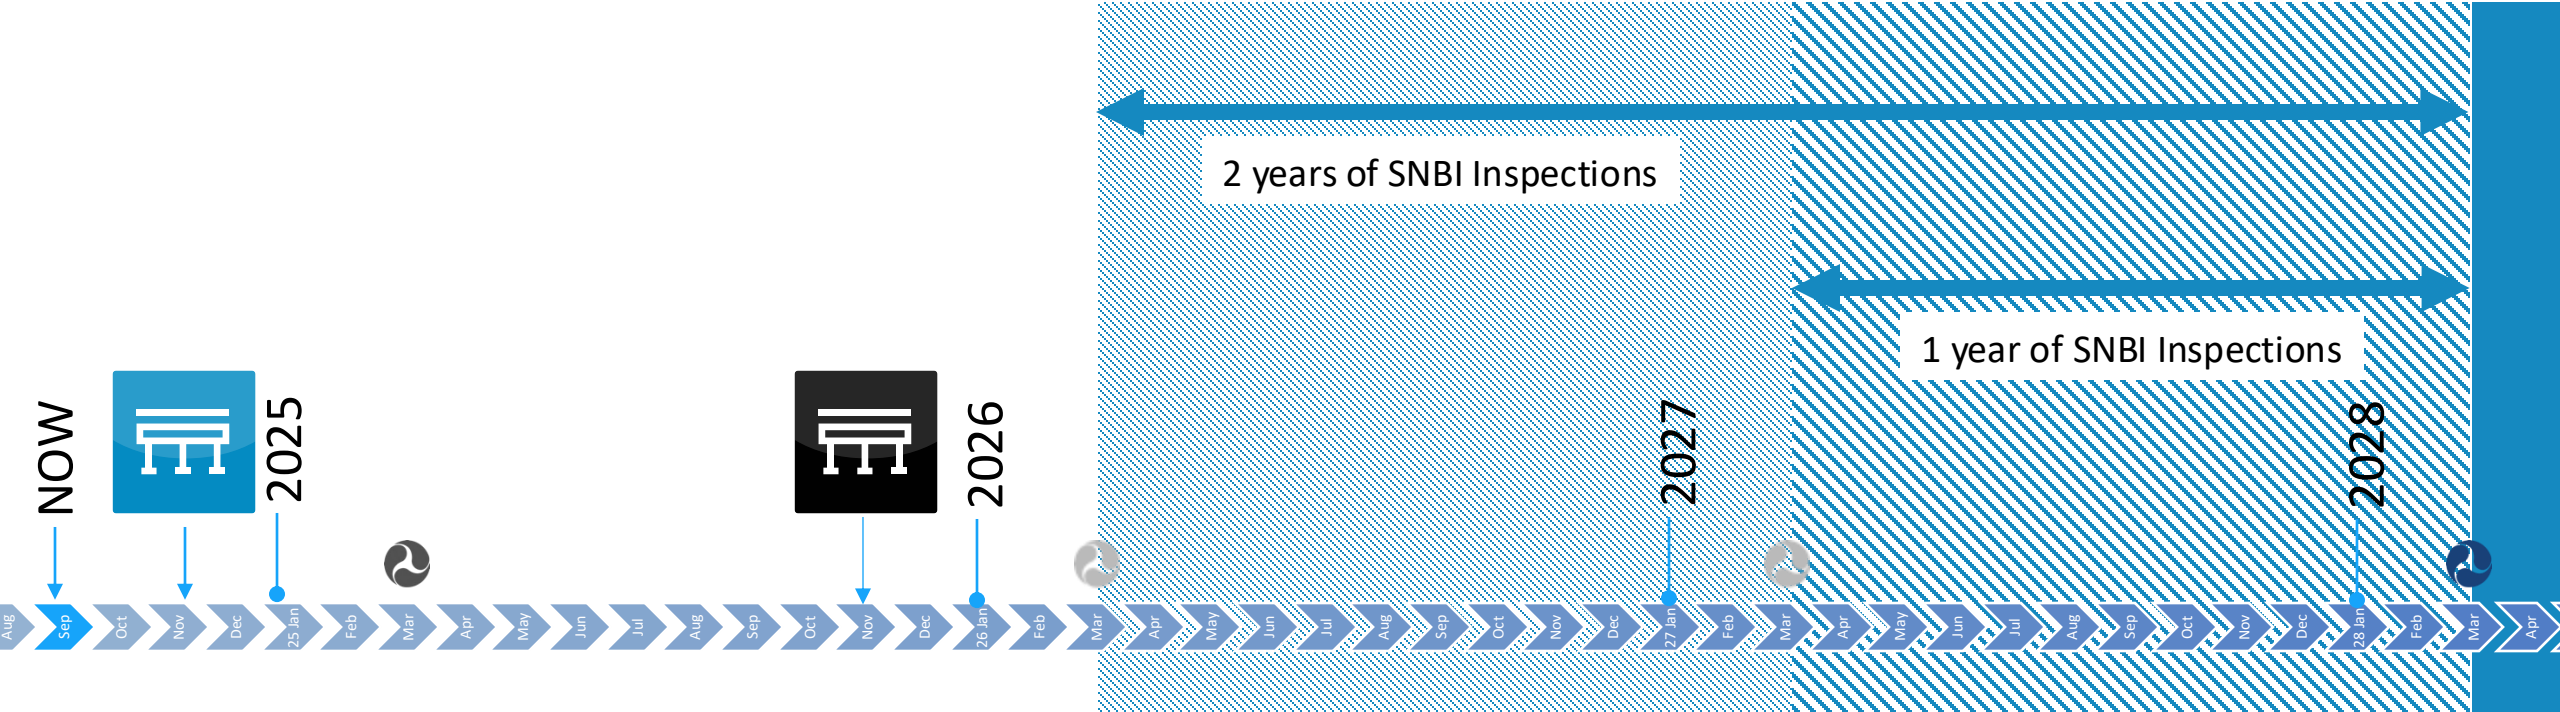 2 years of SNBI Inspections
1 year of SNBI Inspections
NOW
2025
2026
2027
2028
Aug
Sep
Oct
Nov
Dec
25 Jan
Feb
Mar
Apr
May
Jun
Jul
Aug
Sep
Oct
Nov
Dec
26 Jan
Feb
Mar
Apr
May
Jun
Jul
Aug
Sep
Oct
Nov
Dec
27 Jan
Feb
Mar
Apr
May
Jun
Jul
Aug
Sep
Oct
Nov
Dec
28 Jan
Feb
Mar
Apr